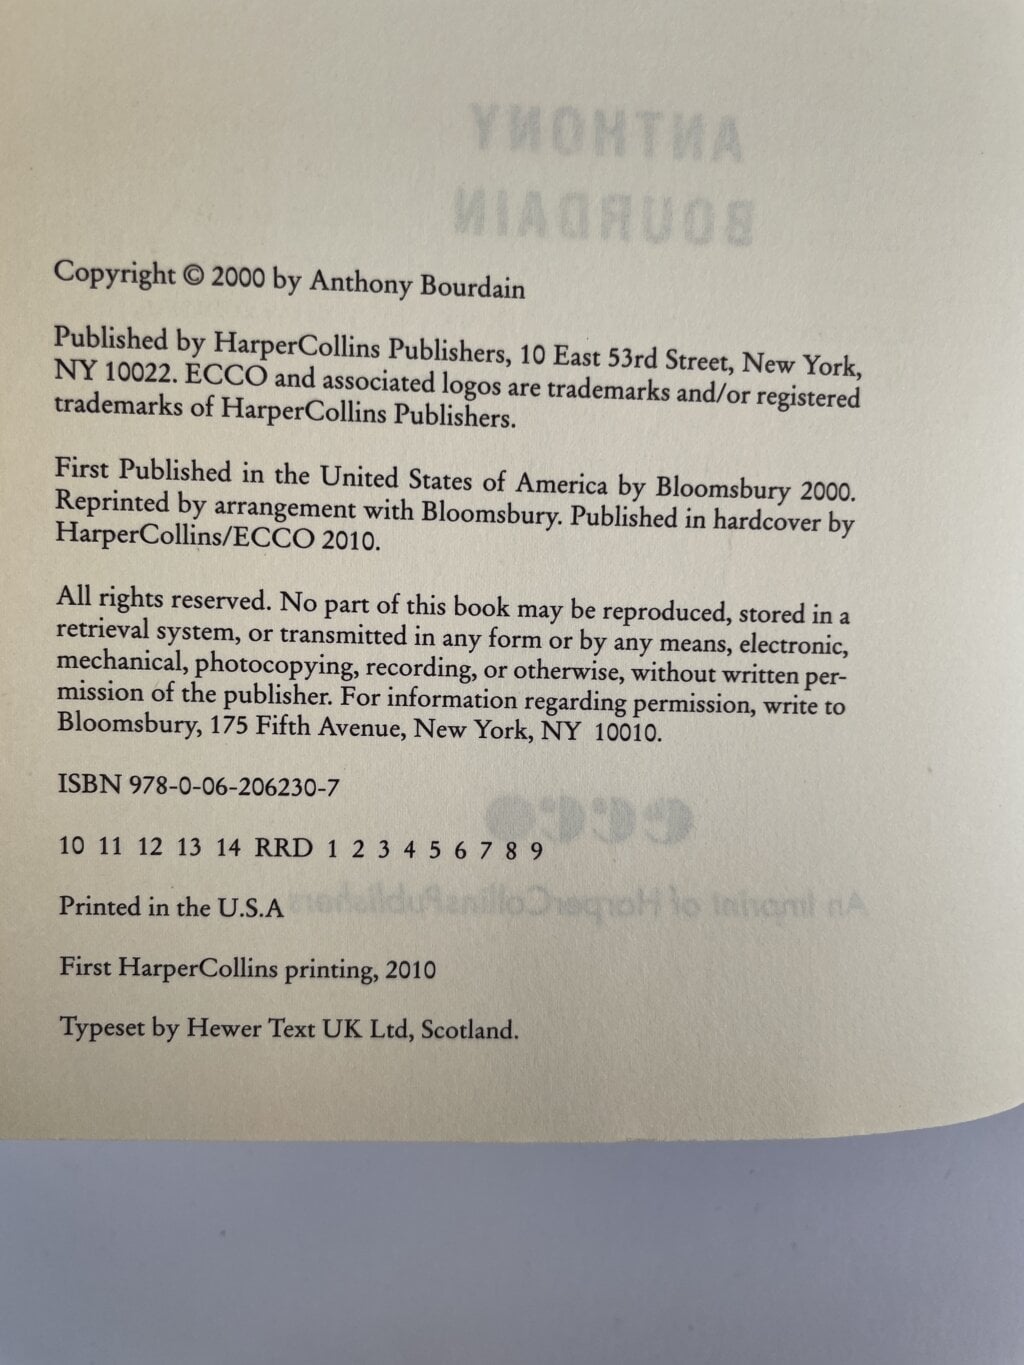 ANTHONY
BOURDAIN
Copyright © 2000 by Anthony Bourdain
Published by HarperCollins Publishers, 10 East 53rd Street, New York,
NY 10022. ECCO and associated logos are trademarks and/or registered
trademarks of HarperCollins Publishers.
First Published in the United States of America by Bloomsbury 2000.
Reprinted by arrangement with Bloomsbury. Published in hardcover by
HarperCollins/ECCO 2010.
All rights reserved. No part of this book may be reproduced, stored in a
retrieval system, or transmitted in any form or by any means, electronic,
mechanical, photocopying, recording, or otherwise, without written per-
mission of the publisher. For information regarding permission, write to
Bloomsbury, 175 Fifth Avenue, New York, NY 10010.
ISBN 978-0-06-206230-7
ecco
10 11 12 13 14 RRD 1 2 3 4 5 6 7 8 9
Printed in the U.S.A
An Imprint of HarperCollinsPublishers
First HarperCollins printing, 2010
Typeset by Hewer Text UK Ltd, Scotland.